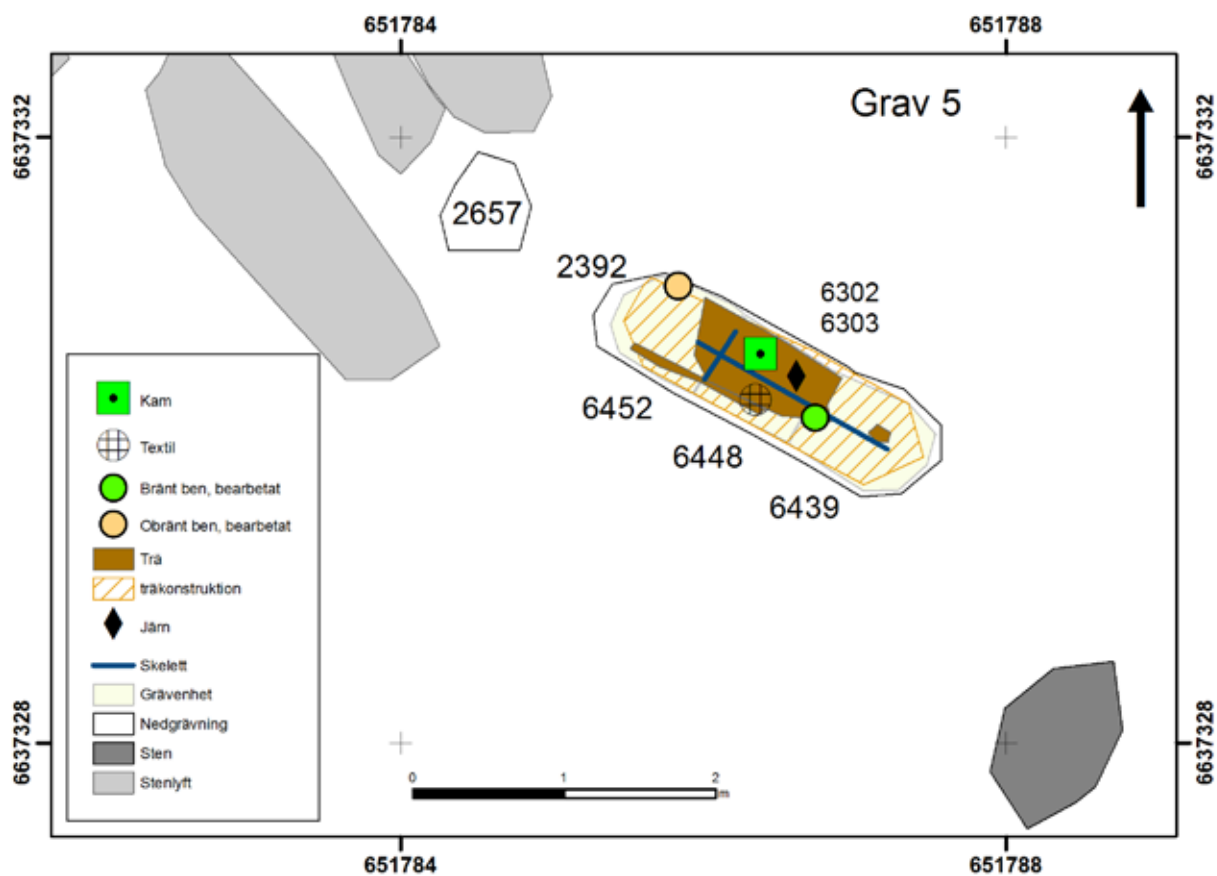 651784
651788
6637332
6637332
Grav 5
2657
2392
6302
6303
6452
6448
6439
Kam
Textil
Bränt ben, bearbetat
Obränt ben, bearbetat
Trä
träkonstruktion
Järn
Skelett
Grävenhet
Nedgrävning
Sten
Stenlyft
6637328
6637328
0 1 2
m
651784
651788